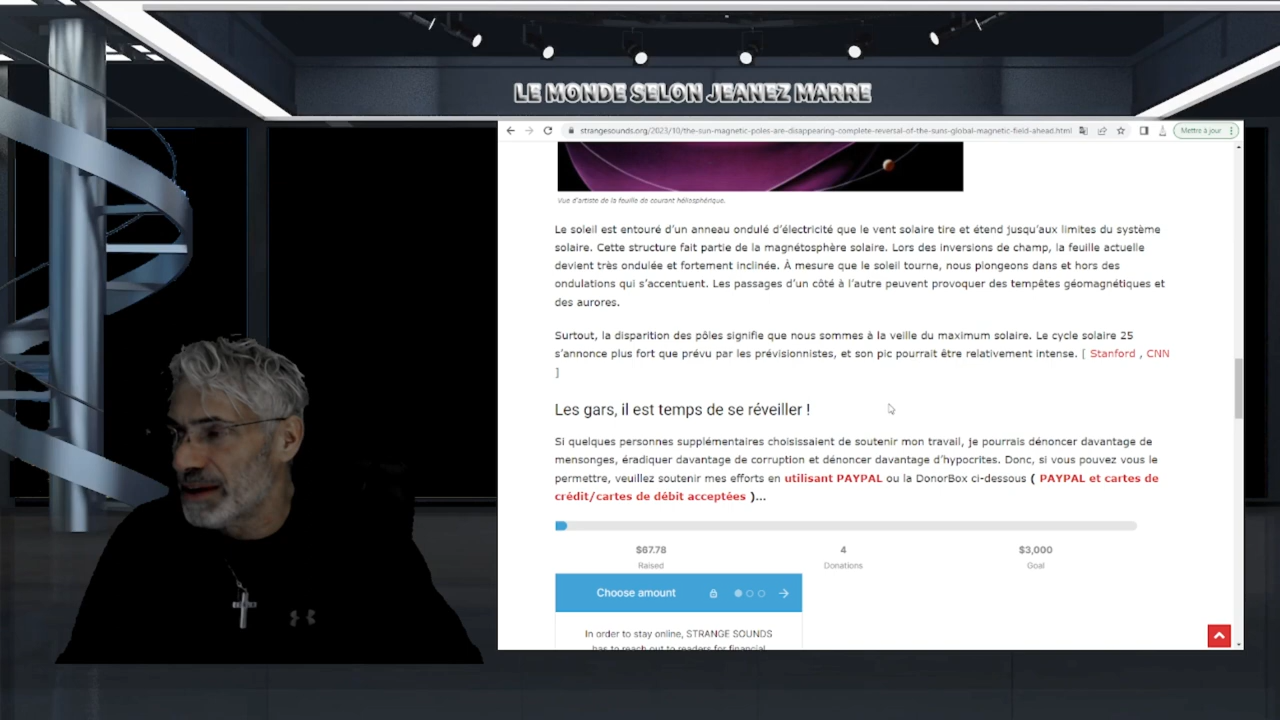 LE MONDE SELON JEANEZ MARRE
strangesounds.org/2023/10/the-sun-magnetic-poles-are-disappearing-complete-reversal-of-the-suns-global-magnetic-field-ahead.html
Mettre à jour
Vue d'artiste de la feuille de courant héliosphérique.
Le soleil est entouré d'un anneau ondulé d'électricité que le vent solaire tire et étend jusqu'aux limites du système
solaire. Cette structure fait partie de la magnétosphère solaire. Lors des inversions de champ, la feuille actuelle
devient très ondulée et fortement inclinée. À mesure que le soleil tourne, nous plongeons dans et hors des
ondulations qui s'accentuent. Les passages d'un côté à l'autre peuvent provoquer des tempêtes géomagnétiques et
des aurores.
Surtout, la disparition des pôles signifie que nous sommes à la veille du maximum solaire. Le cycle solaire 25
s'annonce plus fort que prévu par les prévisionnistes, et son pic pourrait être relativement intense. [ Stanford , CNN
]
Les gars, il est temps de se réveiller !
Si quelques personnes supplémentaires choisissaient de soutenir mon travail, je pourrais dénoncer davantage de
mensonges, éradiquer davantage de corruption et dénoncer davantage d'hypocrites. Donc, si vous pouvez vous le
permettre, veuillez soutenir mes efforts en utilisant PAYPAL ou la DonorBox ci-dessous ( PAYPAL et cartes de
crédit/cartes de débit acceptées )...
$67.78 4 $3,000
Raised Donations Goal
Choose amount
In order to stay online, STRANGE SOUNDS
has to reach out to readers for financial